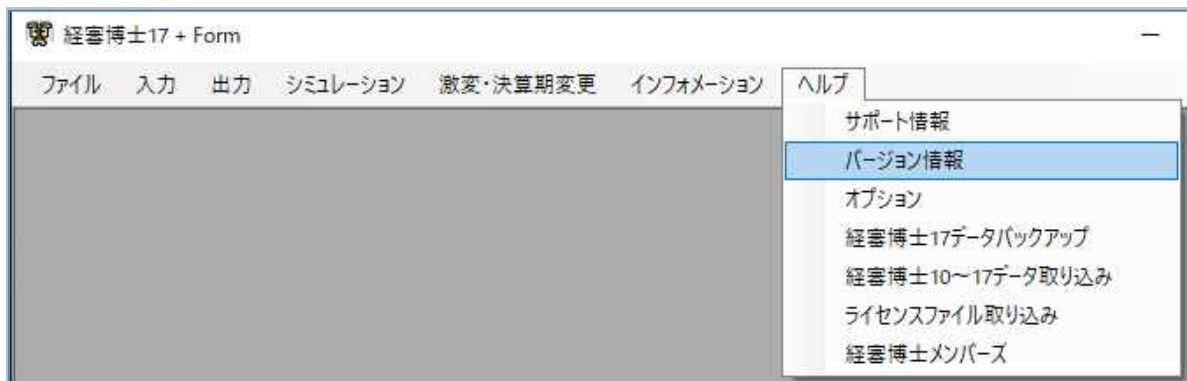 経審博士17 + Form
ファイル 入力 出力 シミュレーション 激変・決算期変更 インフォメーション ヘルプ
サポート情報
バージョン情報
オプション
経審博士17データバックアップ
経審博士10～17データ取り込み
ライセンスファイル取り込み
経審博士メンバーズ